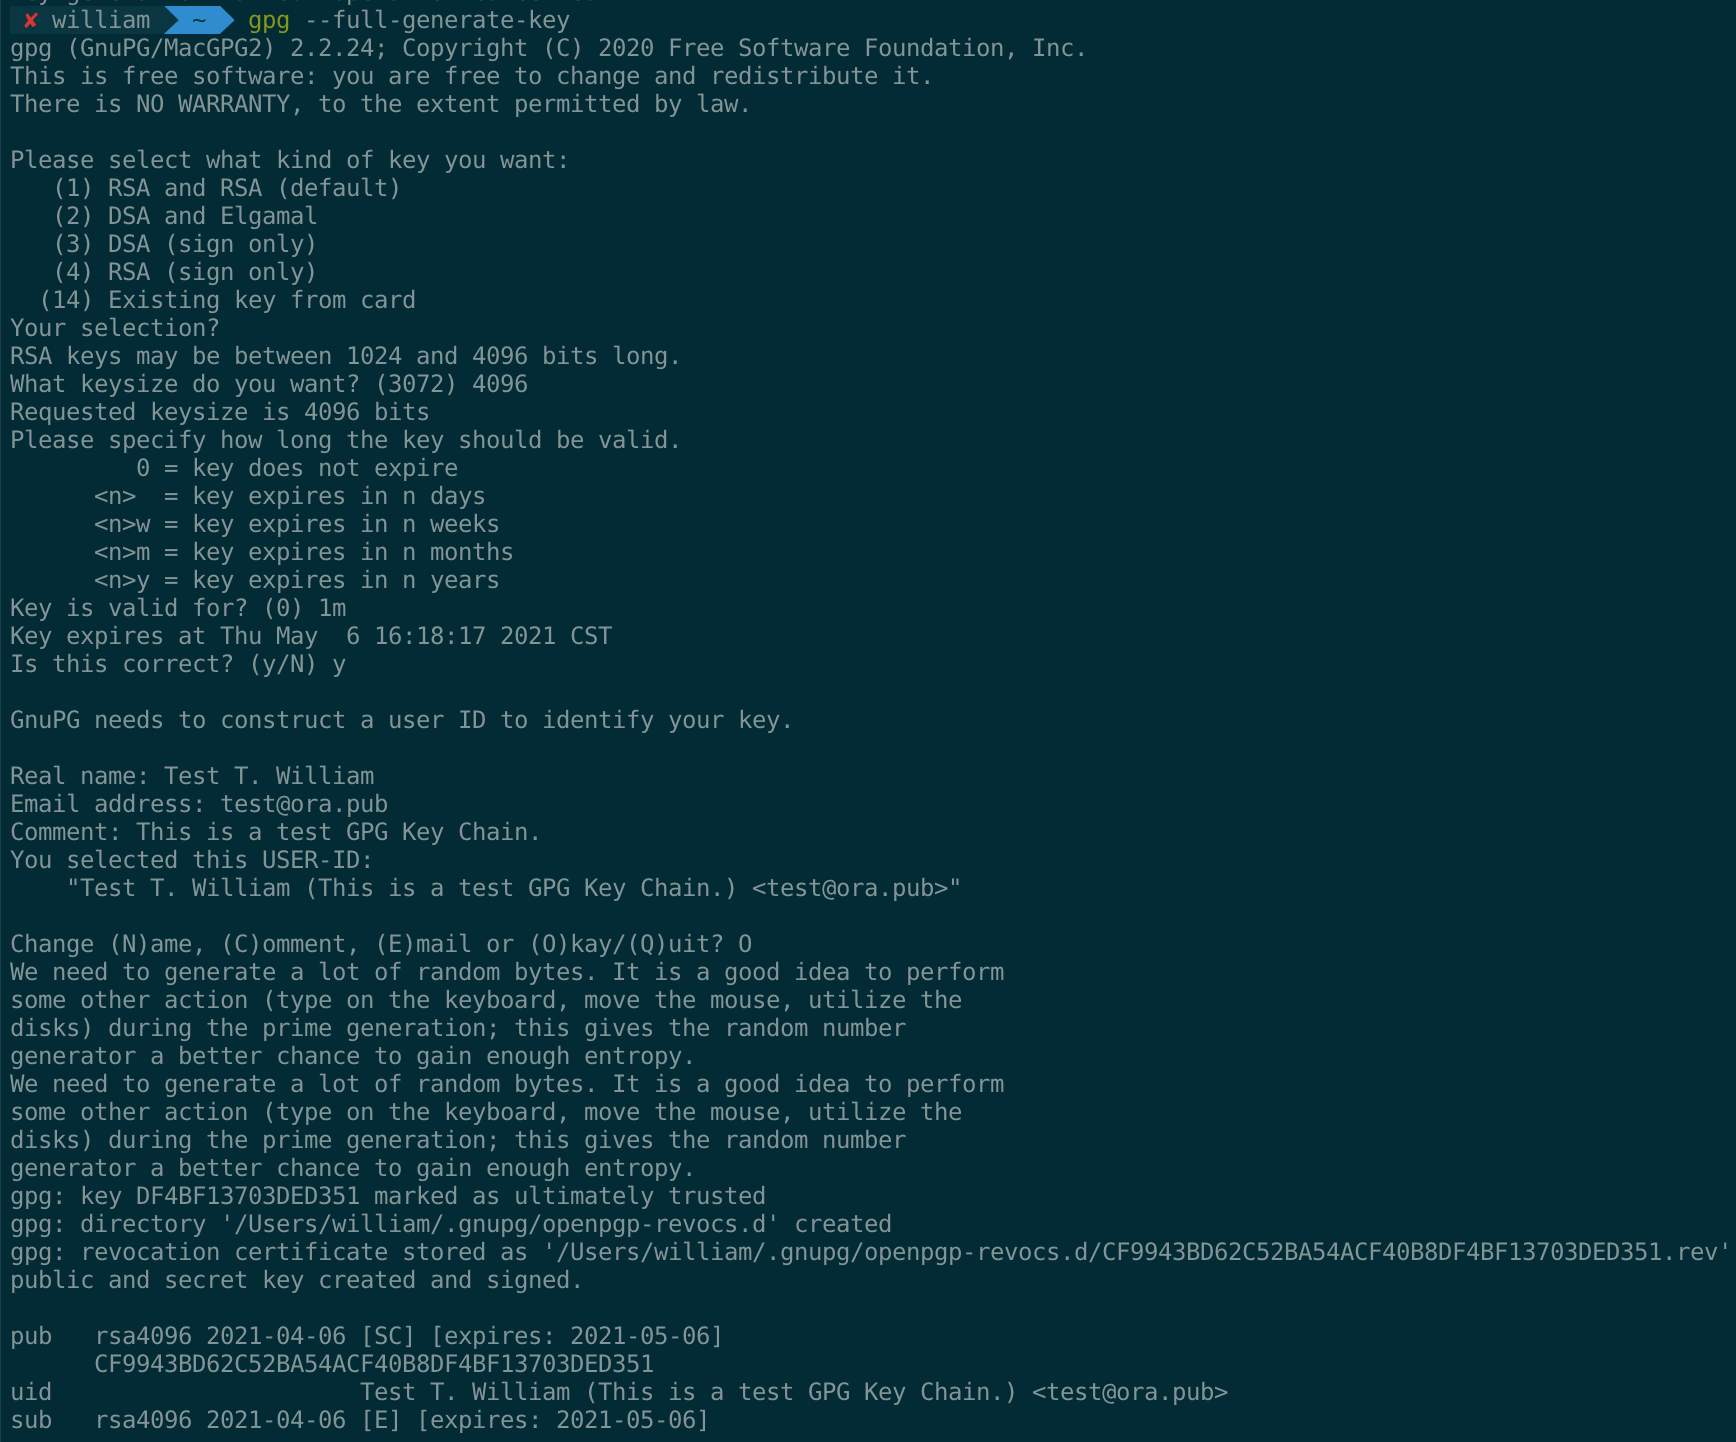 ✘ william ~ gpg --full-generate-key
gpg (GnuPG/MacGPG2) 2.2.24; Copyright (C) 2020 Free Software Foundation, Inc.
This is free software: you are free to change and redistribute it.
There is NO WARRANTY, to the extent permitted by law.

Please select what kind of key you want:
   (1) RSA and RSA (default)
   (2) DSA and Elgamal
   (3) DSA (sign only)
   (4) RSA (sign only)
  (14) Existing key from card
Your selection?
RSA keys may be between 1024 and 4096 bits long.
What keysize do you want? (3072) 4096
Requested keysize is 4096 bits
Please specify how long the key should be valid.
         0 = key does not expire
      <n>  = key expires in n days
      <n>w = key expires in n weeks
      <n>m = key expires in n months
      <n>y = key expires in n years
Key is valid for? (0) 1m
Key expires at Thu May  6 16:18:17 2021 CST
Is this correct? (y/N) y

GnuPG needs to construct a user ID to identify your key.

Real name: Test T. William
Email address: test@ora.pub
Comment: This is a test GPG Key Chain.
You selected this USER-ID:
    "Test T. William (This is a test GPG Key Chain.) <test@ora.pub>"

Change (N)ame, (C)omment, (E)mail or (O)kay/(Q)uit? O
We need to generate a lot of random bytes. It is a good idea to perform
some other action (type on the keyboard, move the mouse, utilize the
disks) during the prime generation; this gives the random number
generator a better chance to gain enough entropy.
We need to generate a lot of random bytes. It is a good idea to perform
some other action (type on the keyboard, move the mouse, utilize the
disks) during the prime generation; this gives the random number
generator a better chance to gain enough entropy.
gpg: key DF4BF13703DED351 marked as ultimately trusted
gpg: directory '/Users/william/.gnupg/openpgp-revocs.d' created
gpg: revocation certificate stored as '/Users/william/.gnupg/openpgp-revocs.d/CF9943BD62C52BA54ACF40B8DF4BF13703DED351.rev'
public and secret key created and signed.

pub   rsa4096 2021-04-06 [SC] [expires: 2021-05-06]
      CF9943BD62C52BA54ACF40B8DF4BF13703DED351
uid                      Test T. William (This is a test GPG Key Chain.) <test@ora.pub>
sub   rsa4096 2021-04-06 [E] [expires: 2021-05-06]